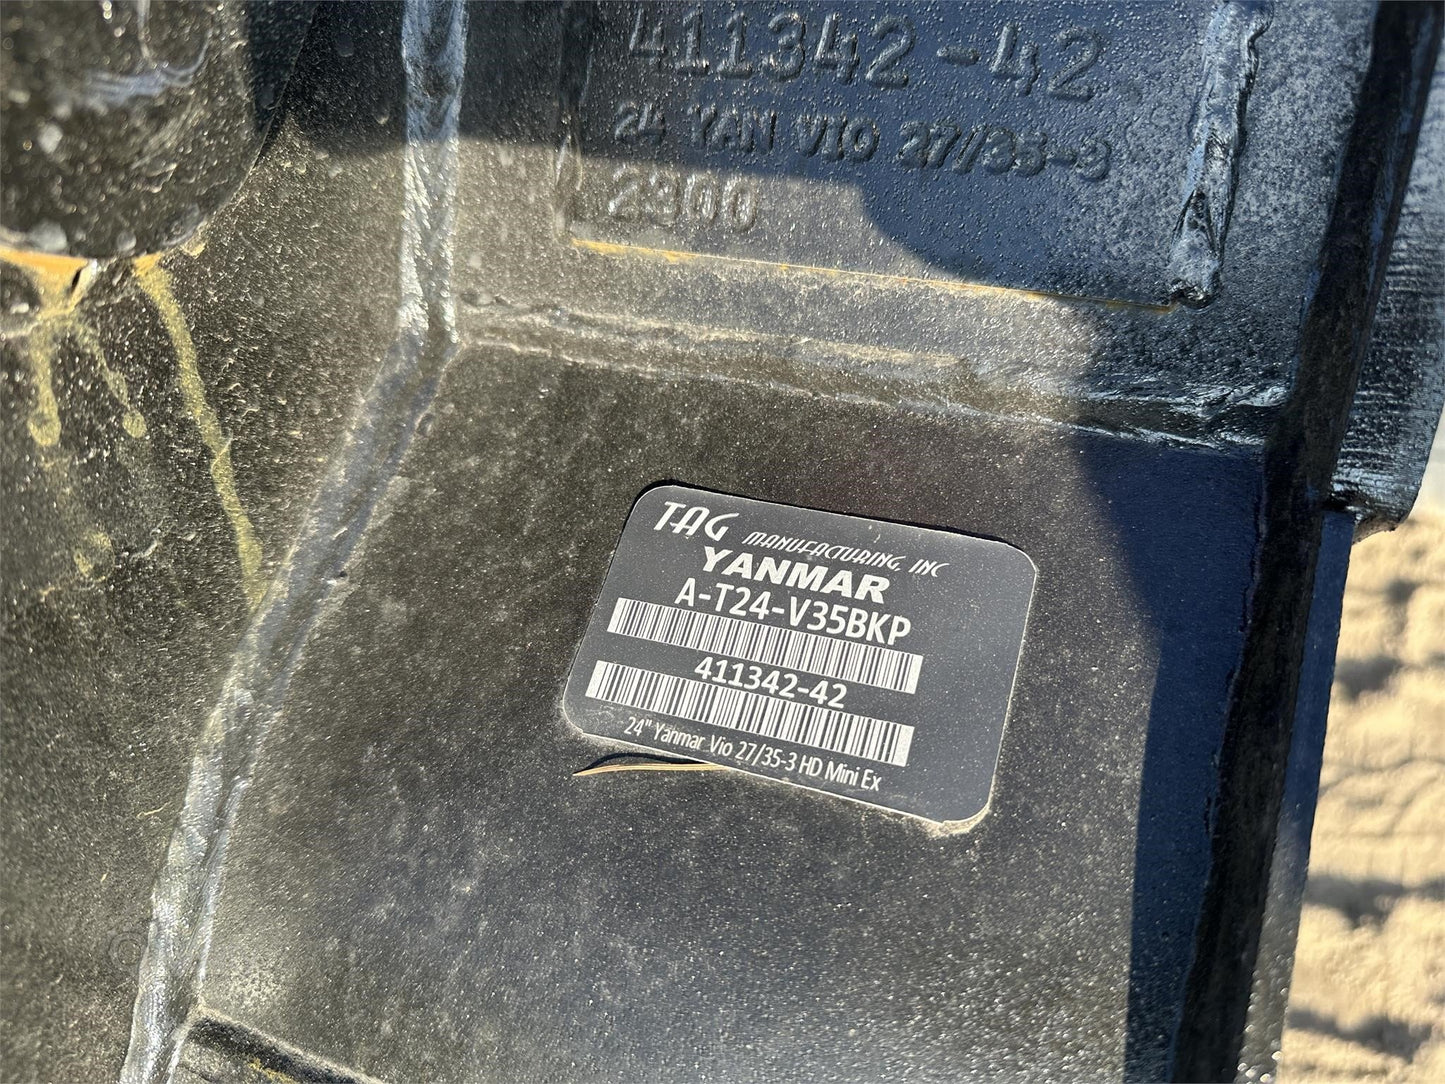 411342-42
24 YAN VIO 27/35-3
2300
TAG MANUFACTURING, INC
YANMAR
A-T24-V35BKP
411342-42
24" Yanmar Vio 27/35-3 HD Mini Ex